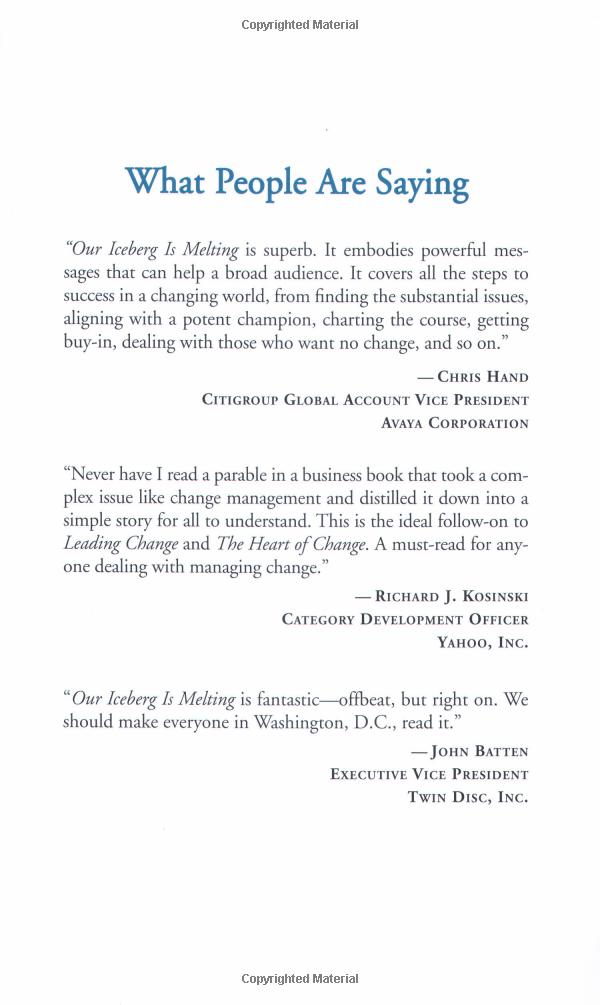 Copyrighted Material
What People Are Saying
“Our Iceberg Is Melting is superb. It embodies powerful mes-
sages that can help a broad audience. It covers all the steps to
success in a changing world, from finding the substantial issues,
aligning with a potent champion, charting the course, getting
buy-in, dealing with those who want no change, and so on.”
— Chris Hand
Citigroup Global Account Vice President
Avaya Corporation
“Never have I read a parable in a business book that took a com-
plex issue like change management and distilled it down into a
simple story for all to understand. This is the ideal follow-on to
Leading Change and The Heart of Change. A must-read for any-
one dealing with managing change.”
— Richard J. Kosinski
Category Development Officer
Yahoo, Inc.
“Our Iceberg Is Melting is fantastic—offbeat, but right on. We
should make everyone in Washington, D.C., read it.”
— John Batten
Executive Vice President
Twin Disc, Inc.
Copyrighted Material